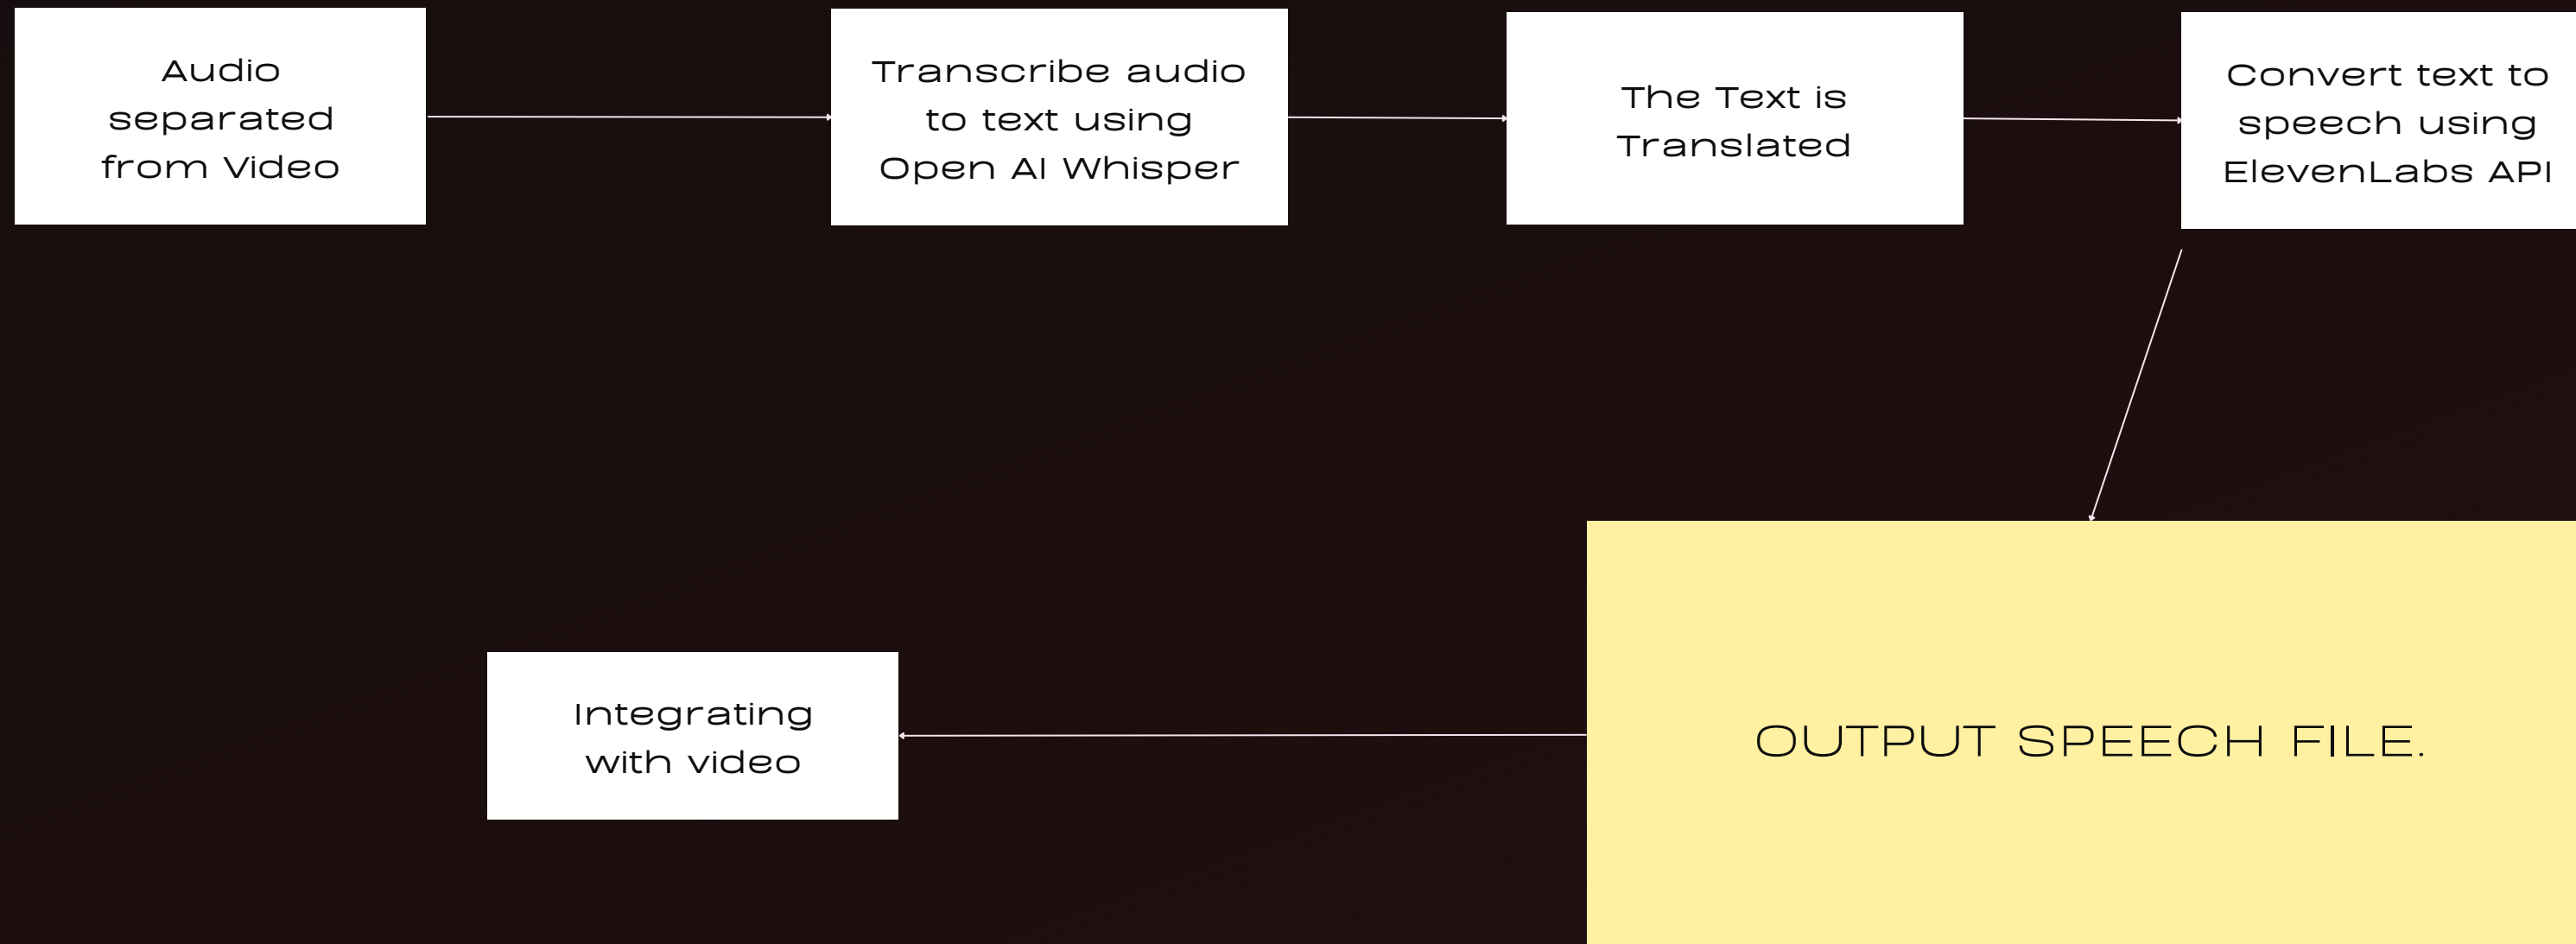 Audio
separated
from Video
Transcribe audio
to text using
Open AI Whisper
The Text is
Translated
Convert text to
speech using
ElevenLabs API
OUTPUT SPEECH FILE.
Integrating
with video